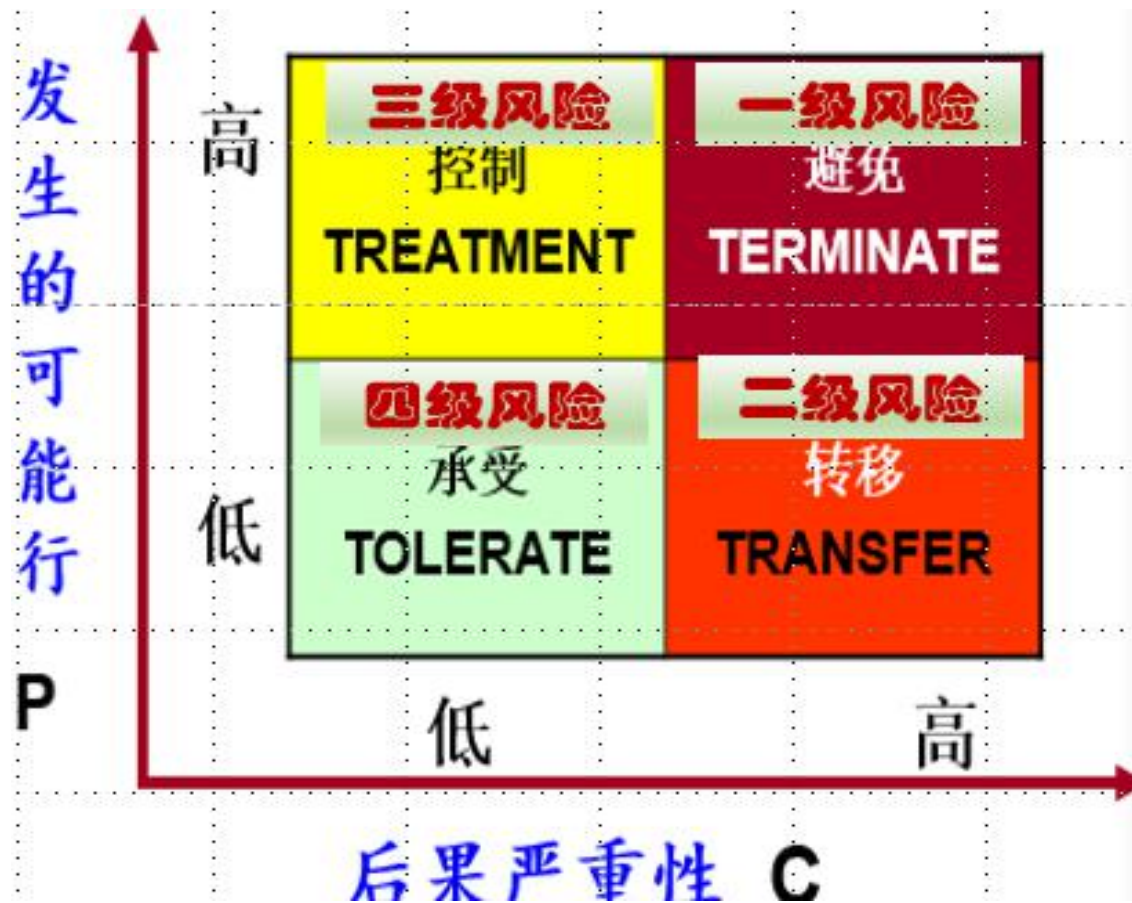 发生的可能行
P
高
低
三级风险
控制
TREATMENT
一级风险
避免
TERMINATE
四级风险
承受
TOLERATE
二级风险
转移
TRANSFER
低
高
后果严重性 C